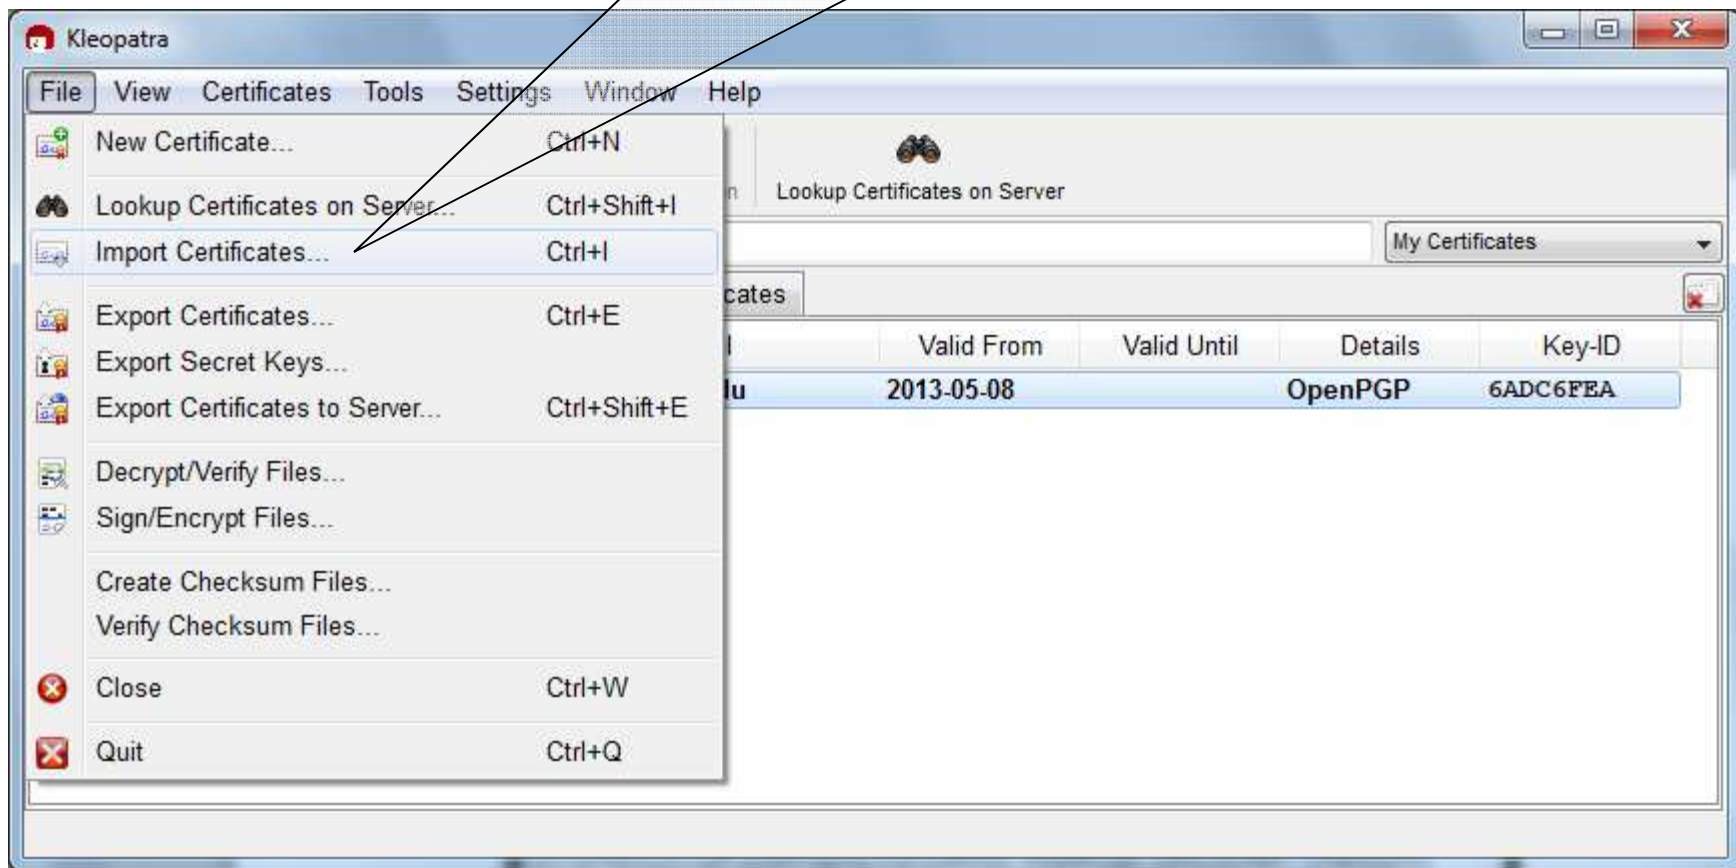 Kleopatra
File View Certificates Tools Settings Window Help
New Certificate... Ctrl+N
Lookup Certificates on Server... Ctrl+Shift+I
Import Certificates... Ctrl+I
Export Certificates... Ctrl+E
Export Secret Keys...
Export Certificates to Server... Ctrl+Shift+E
Decrypt/Verify Files...
Sign/Encrypt Files...
Create Checksum Files...
Verify Checksum Files...
Close Ctrl+W
Quit Ctrl+Q
Lookup Certificates on Server
My Certificates
cates
Valid From Valid Until Details Key-ID
2013-05-08 OpenPGP 6ADC6FEA